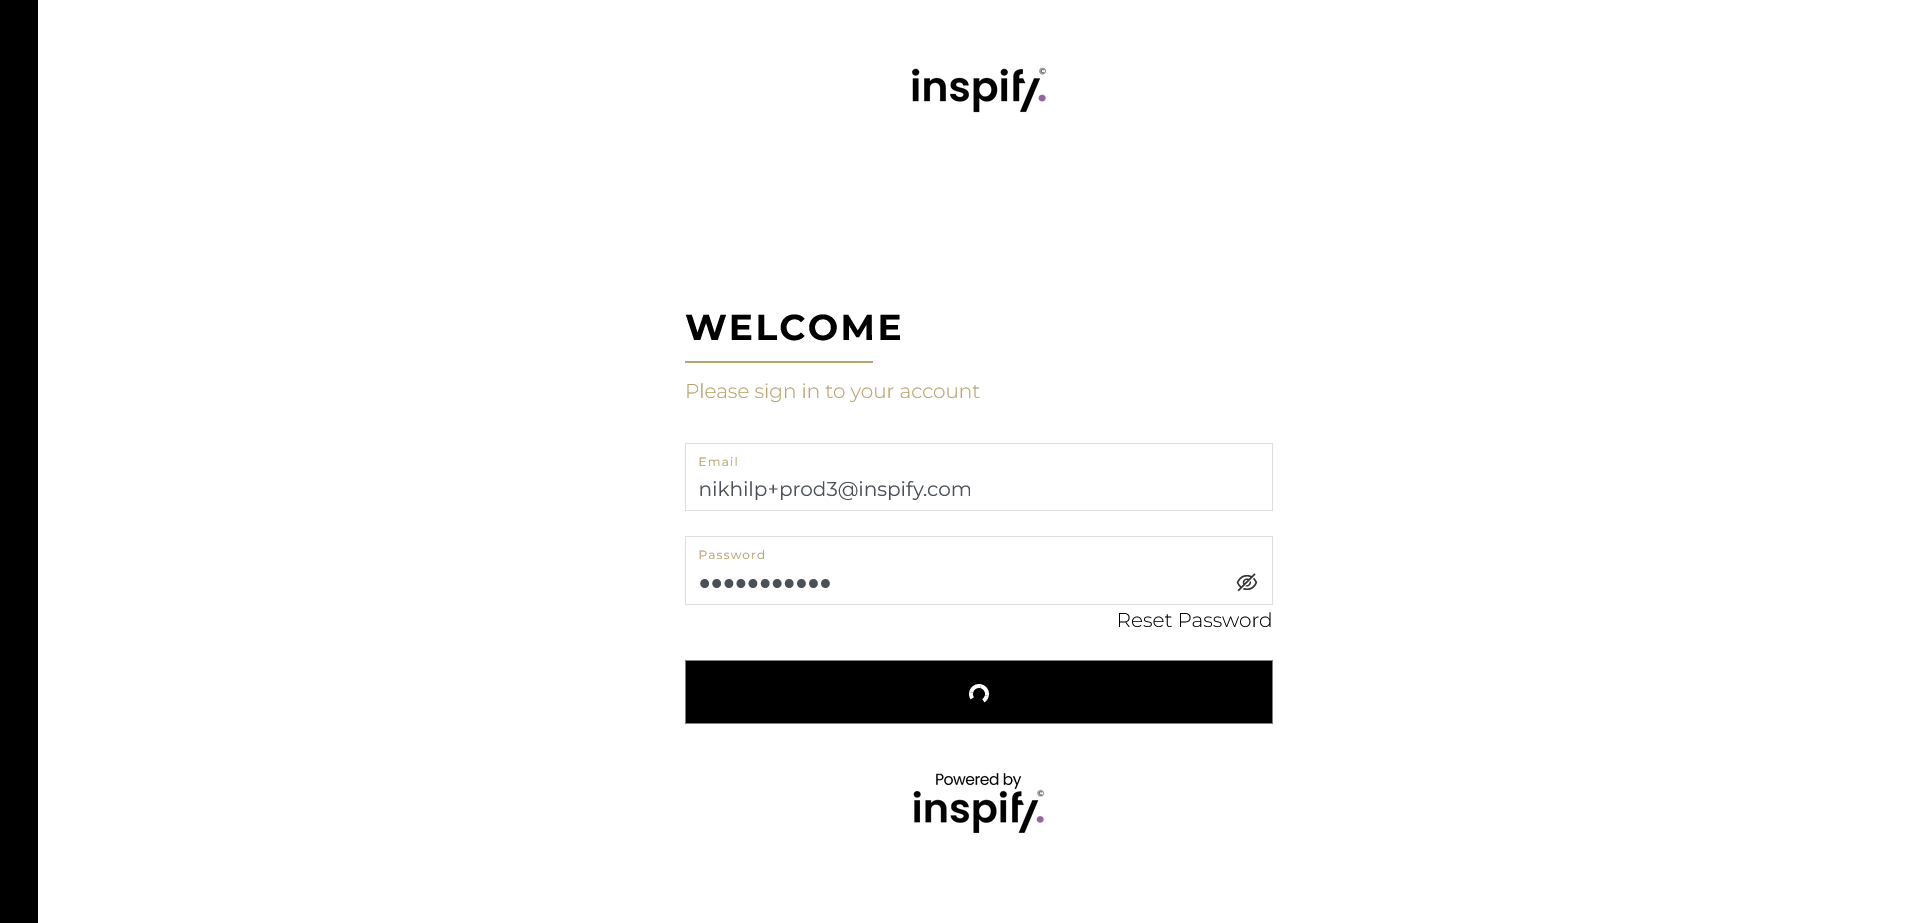 inspify.©
WELCOME
Please sign in to your account
Email
nikhilp+prod3@inspify.com
Password
Reset Password
Powered by
inspify.©